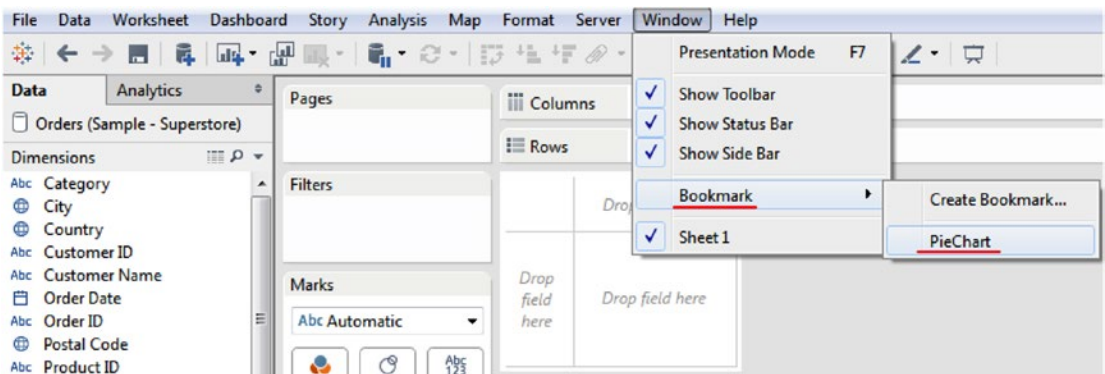 File Data Worksheet Dashboard Story Analysis Map Format Server Window Help
Presentation Mode F7
Show Toolbar
Show Status Bar
Show Side Bar
Bookmark
Sheet 1
Create Bookmark...
PieChart
Data Analytics
Orders (Sample - Superstore)
Dimensions
Abc Category
City
Country
Abc Customer ID
Abc Customer Name
Order Date
Abc Order ID
Postal Code
Abc Product ID
Pages
Filters
Marks
Abc Automatic
Abc
123
Columns
Rows
Drop
field
here
Drop field here